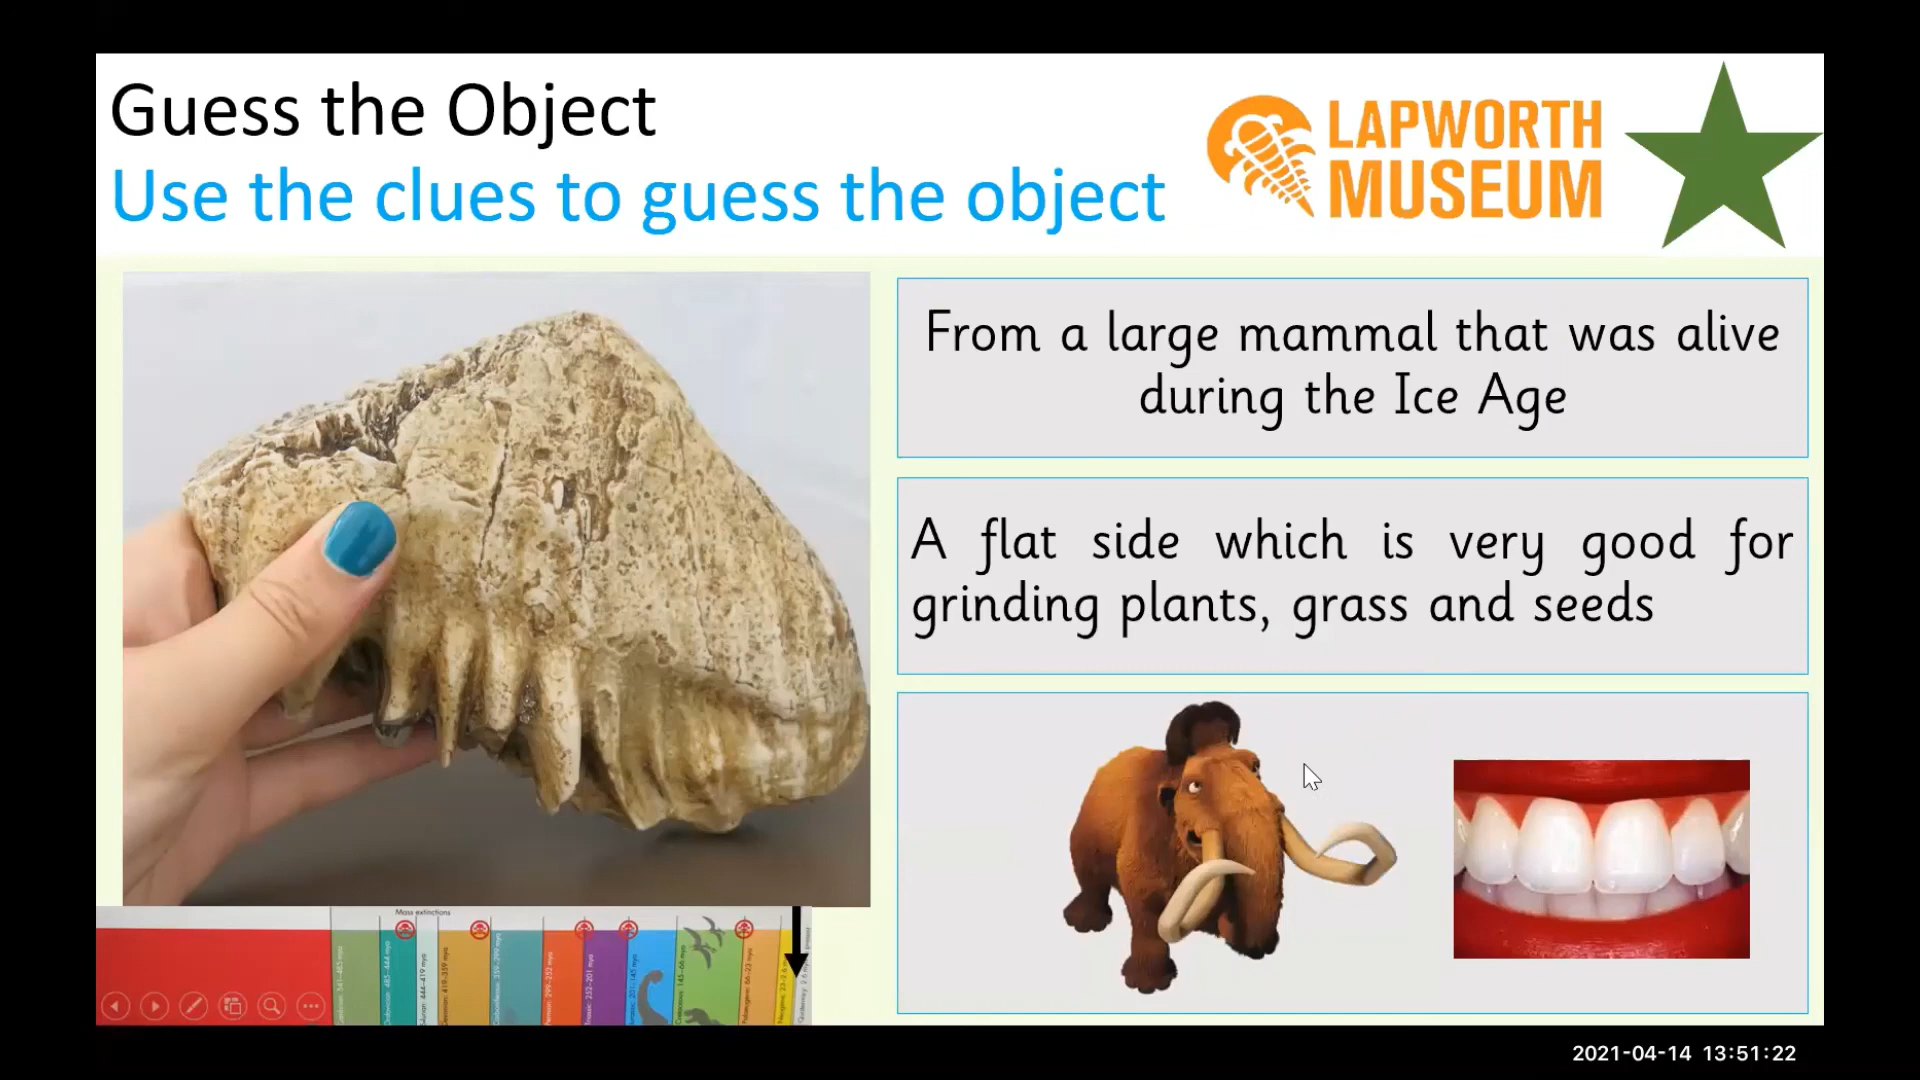 Guess the Object
Use the clues to guess the object
LAPWORTH
MUSEUM
From a large mammal that was alive
during the Ice Age
A flat side which is very good for
grinding plants, grass and seeds
Mass extinctions
2021-04-14 13:51:22